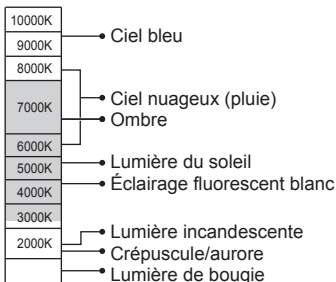 10000K
Ciel bleu
9000K
8000K
Ciel nuageux (pluie)
7000K
Ombre
6000K
Lumière du soleil
5000K
Éclairage fluorescent blanc
4000K
3000K
Lumière incandescente
2000K
Crépuscule/aurore
Lumière de bougie